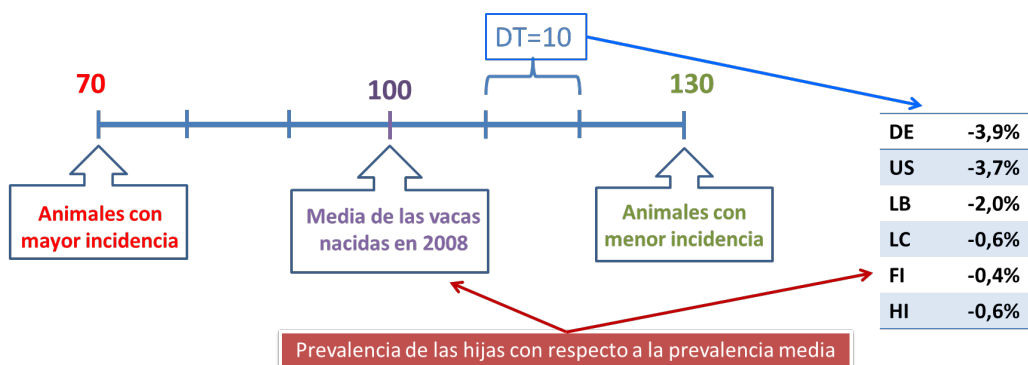 DT=10
70
100
130
Animales con
mayor incidencia
Media de las vacas
nacidas en 2008
Animales con
menor incidencia
DE -3,9%
US -3,7%
LB -2,0%
LC -0,6%
FI -0,4%
HI -0,6%
Prevalencia de las hijas con respecto a la prevalencia media